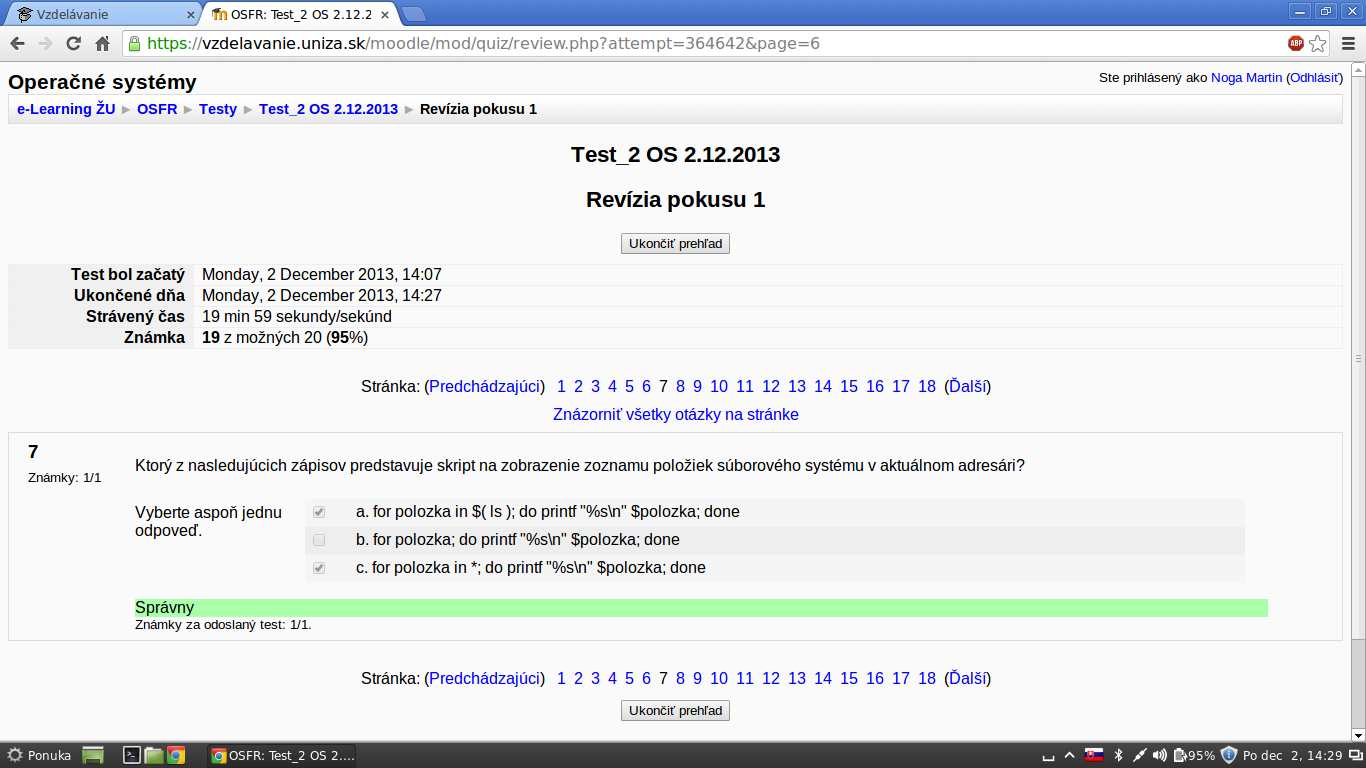 Vzdelávanie
OSFR: Test_2 OS 2.12.2
https://vzdelavanie.uniza.sk/moodle/mod/quiz/review.php?attempt=364642&page=6
ABP
Operačné systémy
Ste prihlásený ako Noga Martin (Odhlásiť)
e-Learning ŽU ► OSFR ► Testy ► Test_2 OS 2.12.2013 ► Revízia pokusu 1
Test_2 OS 2.12.2013
Revízia pokusu 1
Ukončiť prehľad
Test bol začatý Monday, 2 December 2013, 14:07
Ukončené dňa Monday, 2 December 2013, 14:27
Strávený čas 19 min 59 sekundy/sekúnd
Známka 19 z možných 20 (95%)
Stránka: (Predchádzajúci) 1 2 3 4 5 6 7 8 9 10 11 12 13 14 15 16 17 18 (Ďalší)
Znázorniť všetky otázky na stránke
7
Známky: 1/1
Ktorý z nasledujúcich zápisov predstavuje skript na zobrazenie zoznamu položiek súborového systému v aktuálnom adresári?
Vyberte aspoň jednu
odpoveď.
a. for polozka in $( ls ); do printf "%s\n" $polozka; done
b. for polozka; do printf "%s\n" $polozka; done
c. for polozka in *; do printf "%s\n" $polozka; done
Správny
Známky za odoslaný test: 1/1.
Stránka: (Predchádzajúci) 1 2 3 4 5 6 7 8 9 10 11 12 13 14 15 16 17 18 (Ďalší)
Ukončiť prehľad
Ponuka
OSFR: Test_2 OS 2....
95%
Po dec 2, 14:29